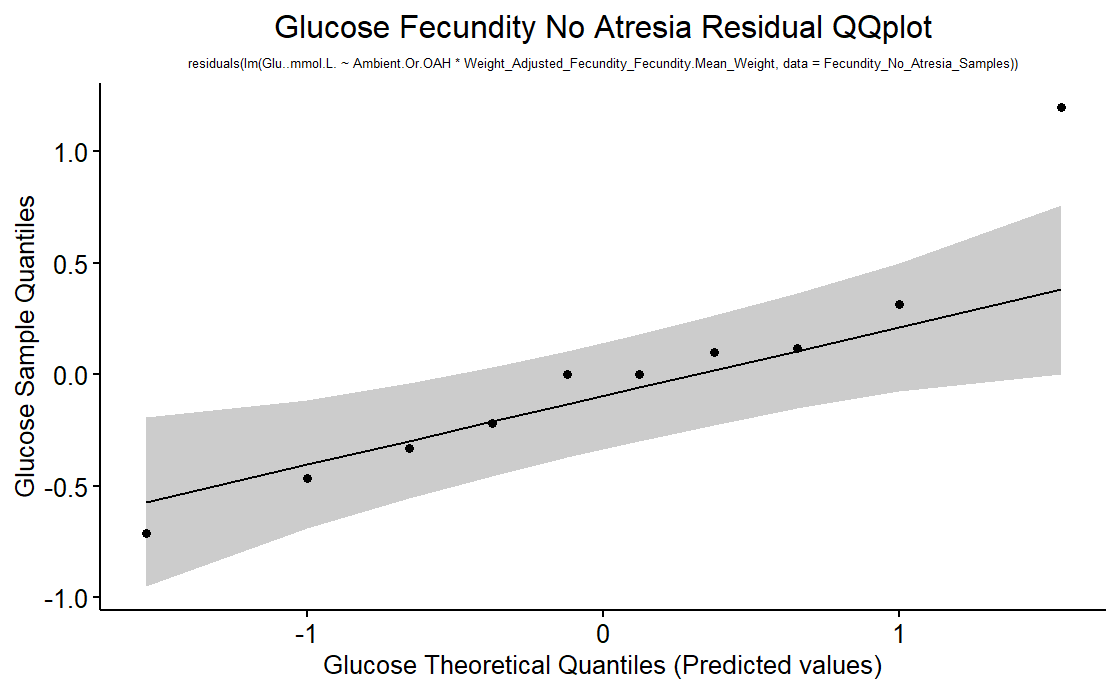 Glucose Fecundity No Atresia Residual QQplot
residuals(lm(Glu..mmol.L. ~ Ambient.Or.OAH * Weight_Adjusted_Fecundity_Fecundity.Mean_Weight, data = Fecundity_No_Atresia_Samples))
Glucose Sample Quantiles
1.0
0.5
0.0
-0.5
-1.0
-1 0 1
Glucose Theoretical Quantiles (Predicted values)